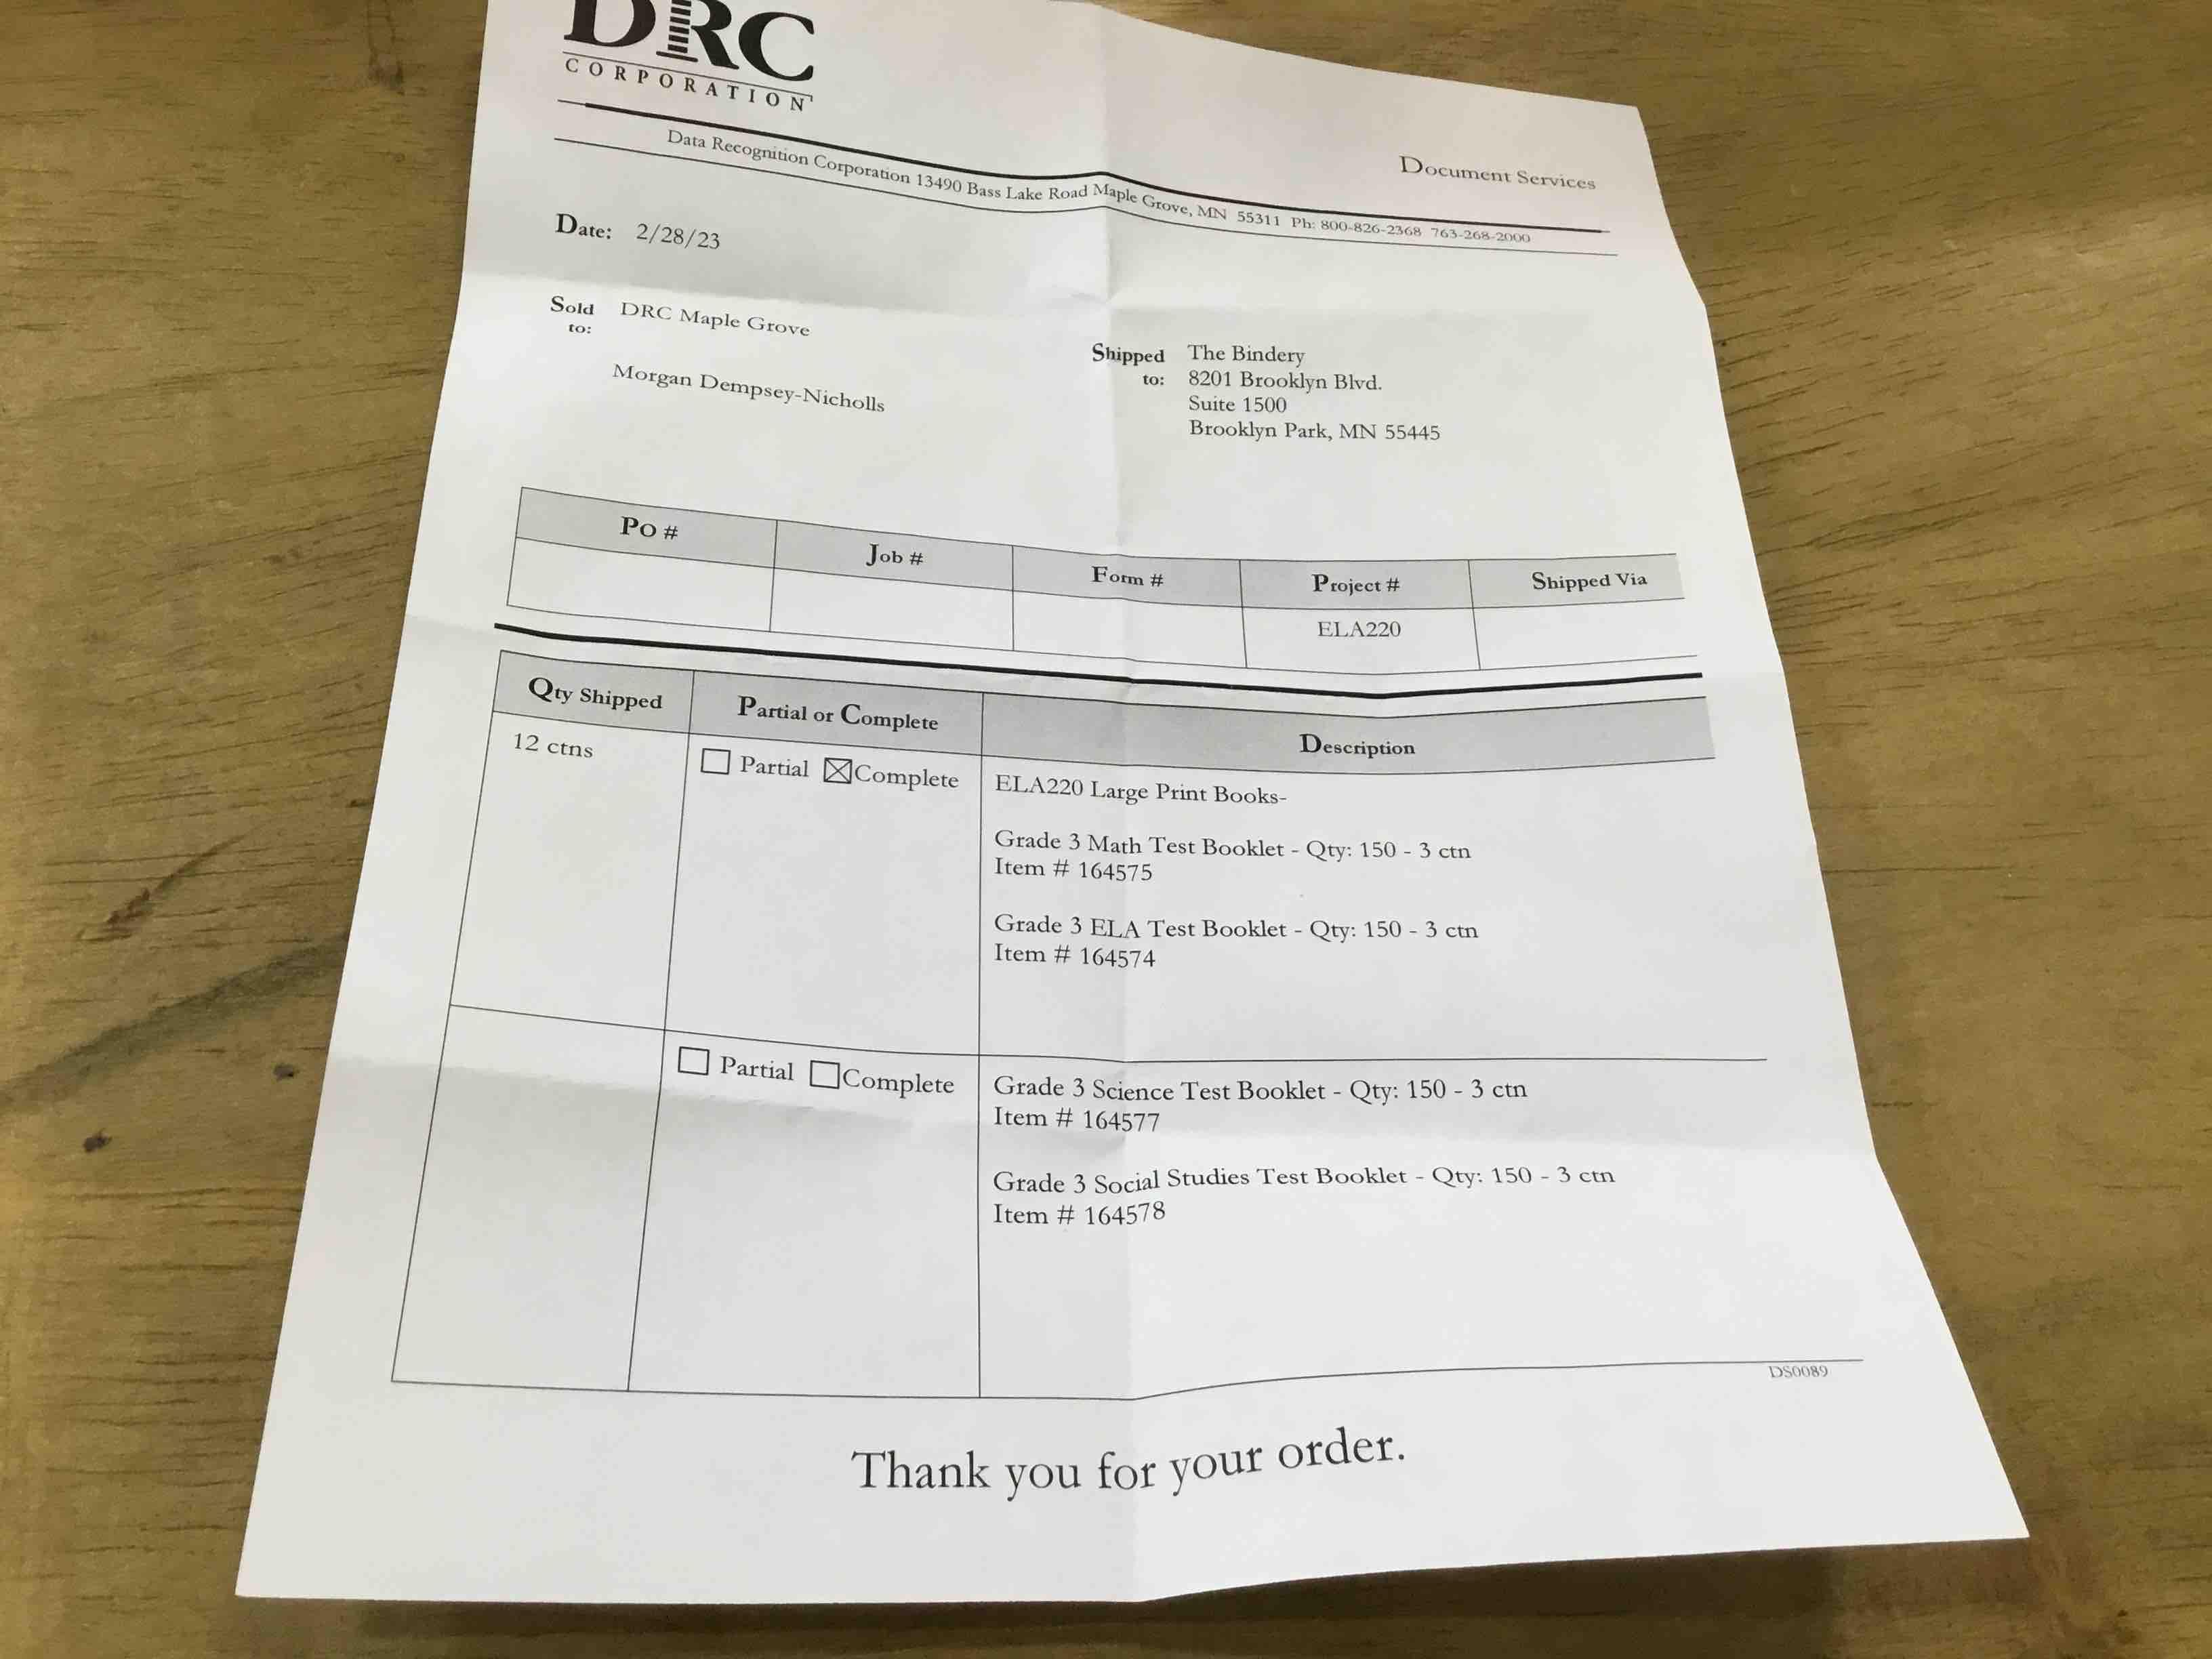 DRC
CORPORATION
Document Services
Data Recognition Corporation 13490 Bass Lake Road Maple Grove, MN 55311 Ph: 800-826-2368 763-268-2000
Date: 2/28/23
Sold to: DRC Maple Grove
Morgan Dempsey-Nicholls
Shipped to: The Bindery
8201 Brooklyn Blvd.
Suite 1500
Brooklyn Park, MN 55445
PO # Job # Form # Project # Shipped Via
ELA220
Qty Shipped Partial or Complete Description
12 ctns ☐ Partial ☒ Complete ELA220 Large Print Books-
Grade 3 Math Test Booklet - Qty: 150 - 3 ctn
Item # 164575
Grade 3 ELA Test Booklet - Qty: 150 - 3 ctn
Item # 164574
☐ Partial ☐ Complete Grade 3 Science Test Booklet - Qty: 150 - 3 ctn
Item # 164577
Grade 3 Social Studies Test Booklet - Qty: 150 - 3 ctn
Item # 164578
DS0089
Thank you for your order.